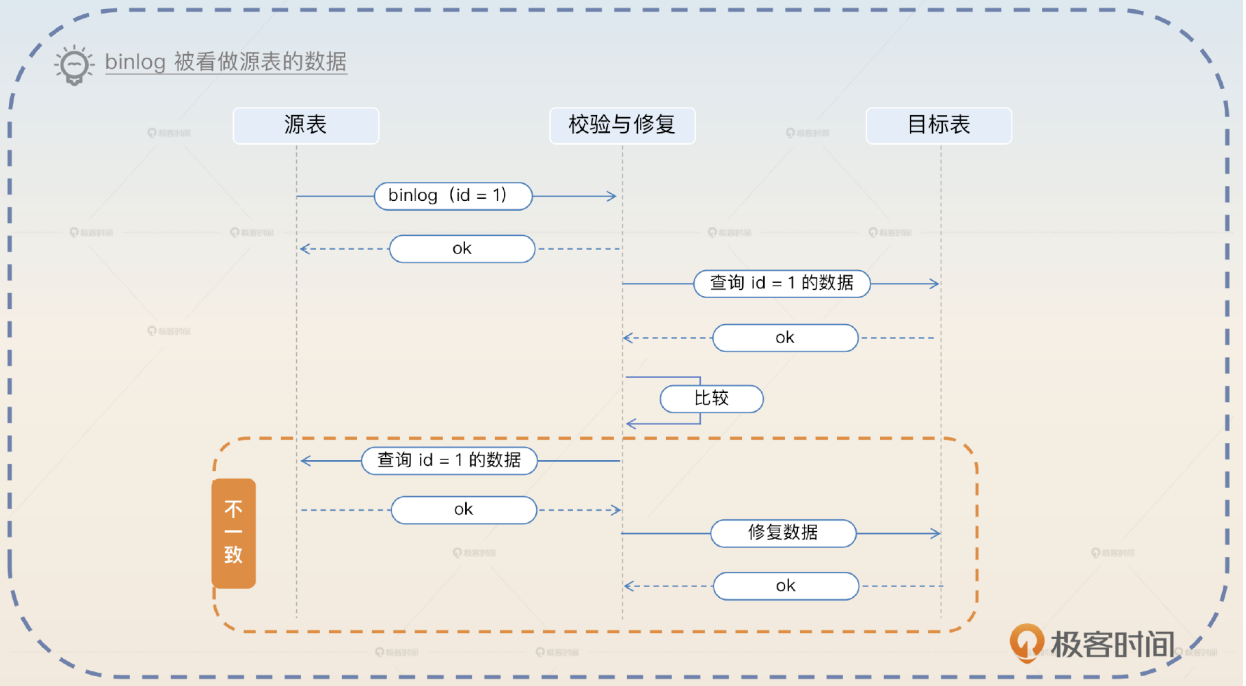 binlog 被看做源表的数据
源表
校验与修复
目标表
binlog（id = 1）
ok
查询 id = 1 的数据
ok
比较
查询 id = 1 的数据
不一致
ok
修复数据
ok
极客时间